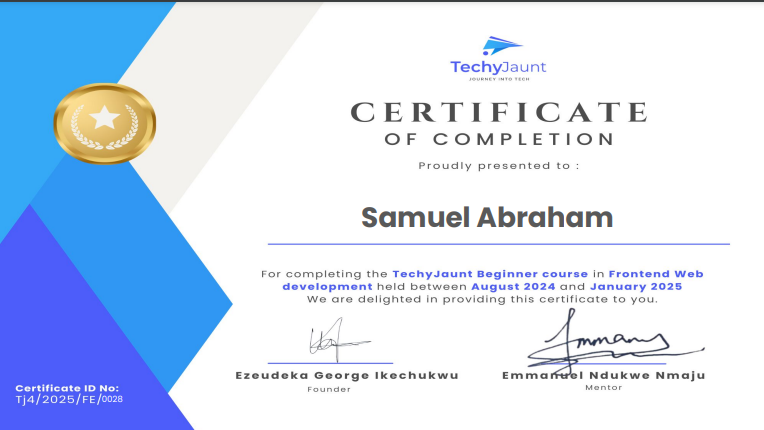 TechyJaunt
JOURNEY INTO TECH
CERTIFICATE
OF COMPLETION
Proudly presented to :
Samuel Abraham
For completing the TechyJaunt Beginner course in Frontend Web
development held between August 2024 and January 2025
We are delighted in providing this certificate to you.
Ezeudeka George Ikechukwu
Founder
Emmanuel Ndukwe Nmaju
Mentor
Certificate ID No:
Tj4/2025/FE/0028